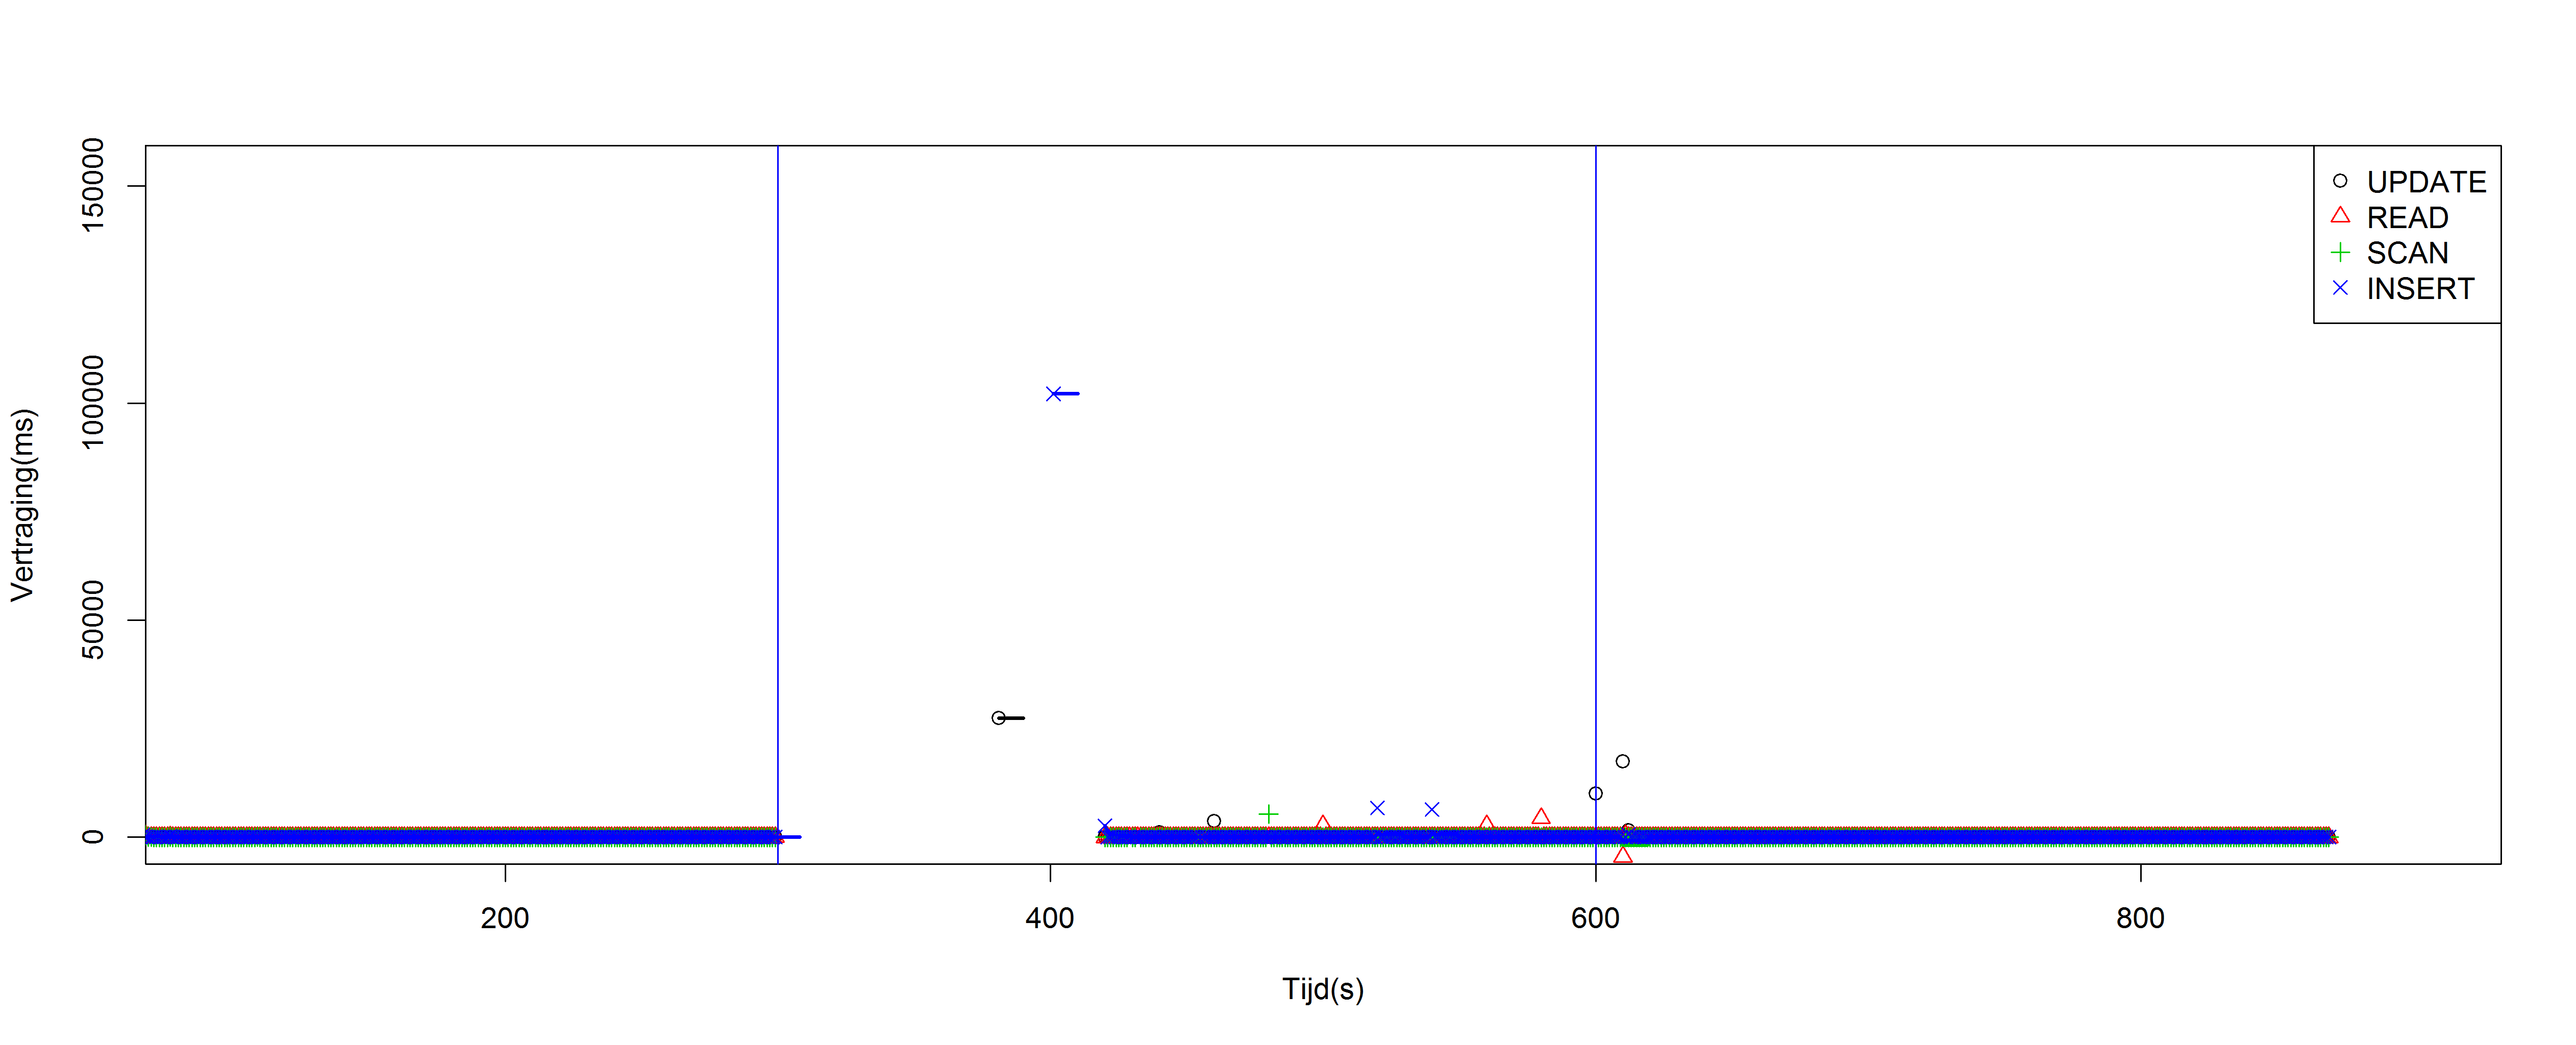 150000
100000
50000
0
Vertraging(ms)
UPDATE
READ
SCAN
INSERT
200
400
600
800
Tijd(s)